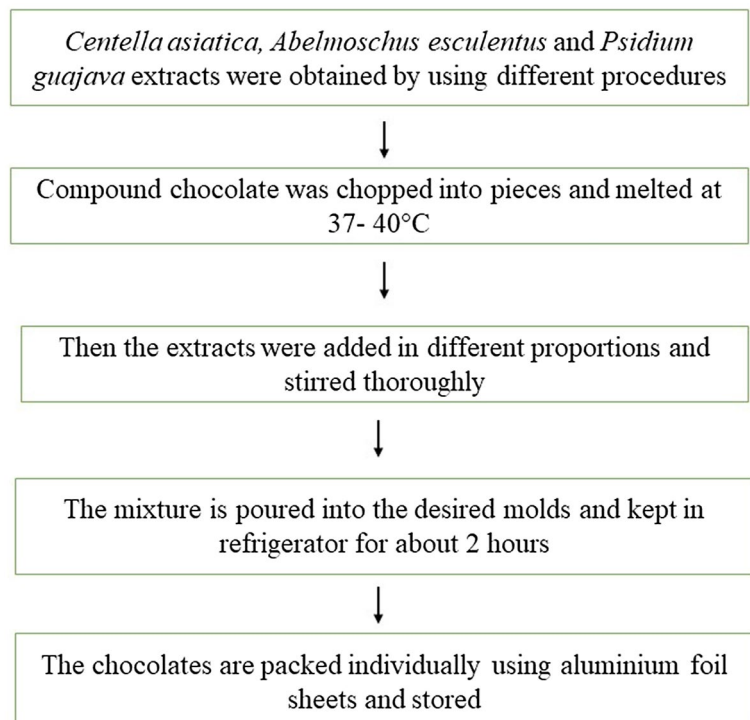 Centella asiatica, Abelmoschus esculentus and Psidium
guajava extracts were obtained by using different procedures
Compound chocolate was chopped into pieces and melted at
37- 40°C
Then the extracts were added in different proportions and
stirred thoroughly
The mixture is poured into the desired molds and kept in
refrigerator for about 2 hours
The chocolates are packed individually using aluminium foil
sheets and stored